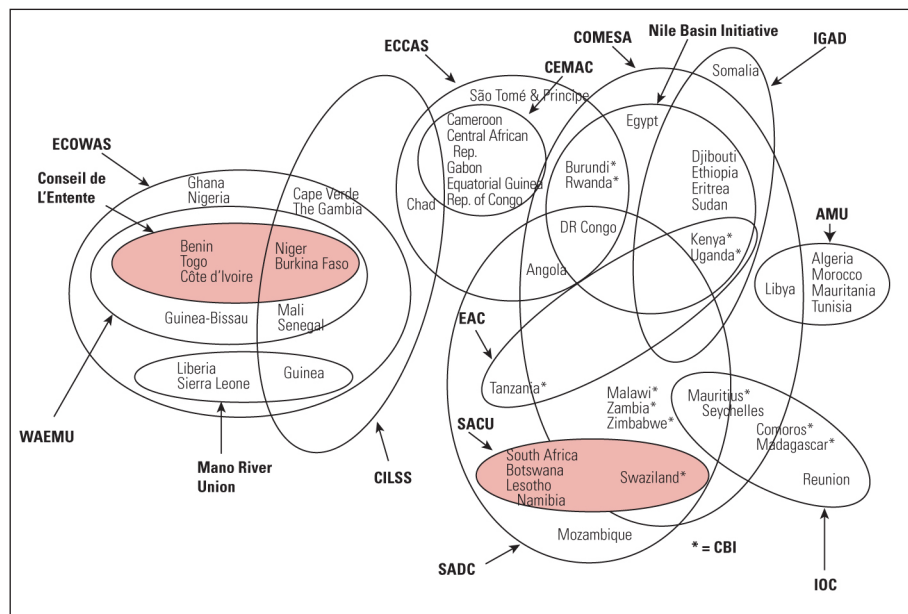 COMESA
Nile Basin Initiative
IGAD
ECCAS
CEMAC
Somalia
São Tomé & Principe
Cameroon
Central African
Rep.
Gabon
Equatorial Guinea
Rep. of Congo
Egypt
ECOWAS
Conseil de
L'Entente
Ghana
Nigeria
Cape Verde
The Gambia
Chad
Burundi*
Rwanda*
Djibouti
Ethiopia
Eritrea
Sudan
DR Congo
Kenya*
Uganda*
AMU
Benin
Togo
Côte d'Ivoire
Niger
Burkina Faso
Angola
Libya
Algeria
Morocco
Mauritania
Tunisia
Guinea-Bissau
Mali
Senegal
EAC
Liberia
Sierra Leone
Guinea
Tanzania*
Malawi*
Zambia*
Zimbabwe*
Mauritius*
Seychelles
Comoros*
Madagascar*
Reunion
WAEMU
Mano River
Union
CILSS
SACU
South Africa
Botswana
Lesotho
Namibia
Swaziland*
Mozambique
* = CBI
SADC
IOC